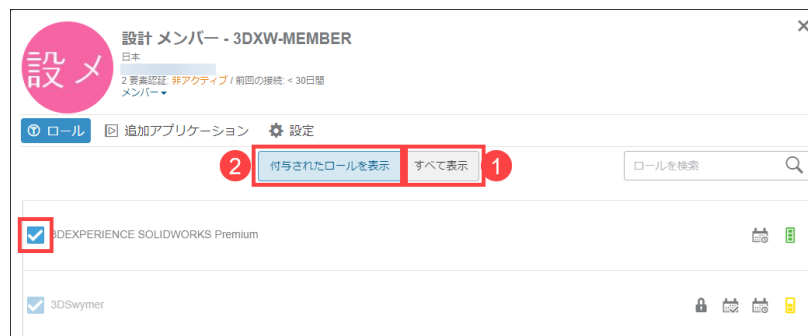 設 メ
設計 メンバー - 3DXW-MEMBER
日本
2 要素認証: 非アクティブ / 前回の接続: < 30日間
メンバー
ロール 追加アプリケーション 設定
2 付与されたロールを表示 すべて表示 1 ロールを検索
3DEXPERIENCE SOLIDWORKS Premium
3DSwymer